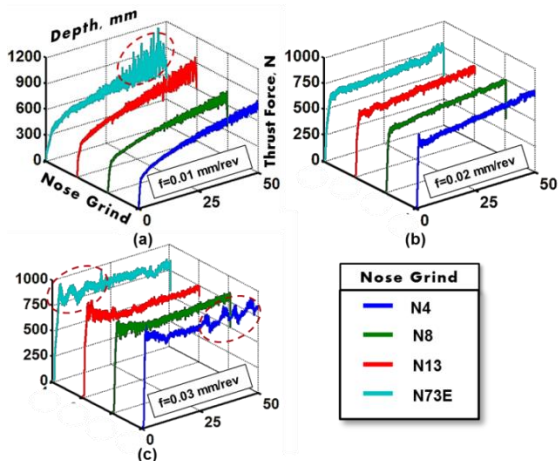 Depth, mm
1200
900
600
300
0
Nose Grind
f=0.01 mm/rev
0
25
50
(a)
Thrust Force, N
1000
750
500
250
0
f=0.02 mm/rev
0
25
50
(b)
1000
750
500
250
0
f=0.03 mm/rev
0
25
50
(c)
Nose Grind
N4
N8
N13
N73E